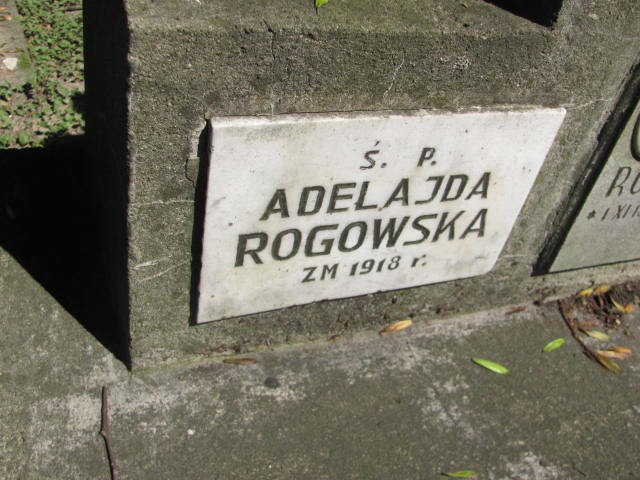 Ś. P.
ADELAJDA
ROGOWSKA
ZM 1918 r.